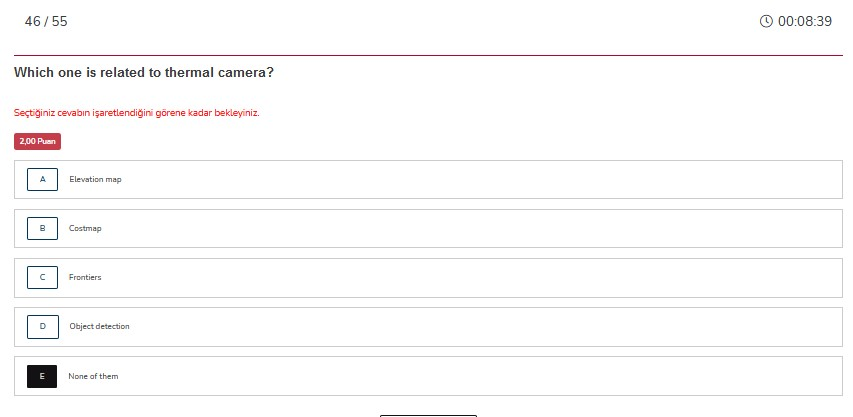 46 / 55
00:08:39
Which one is related to thermal camera?
Seçtiğiniz cevabın işaretlendiğini görene kadar bekleyiniz.
2,00 Puan
A Elevation map
B Costmap
C Frontiers
D Object detection
E None of them